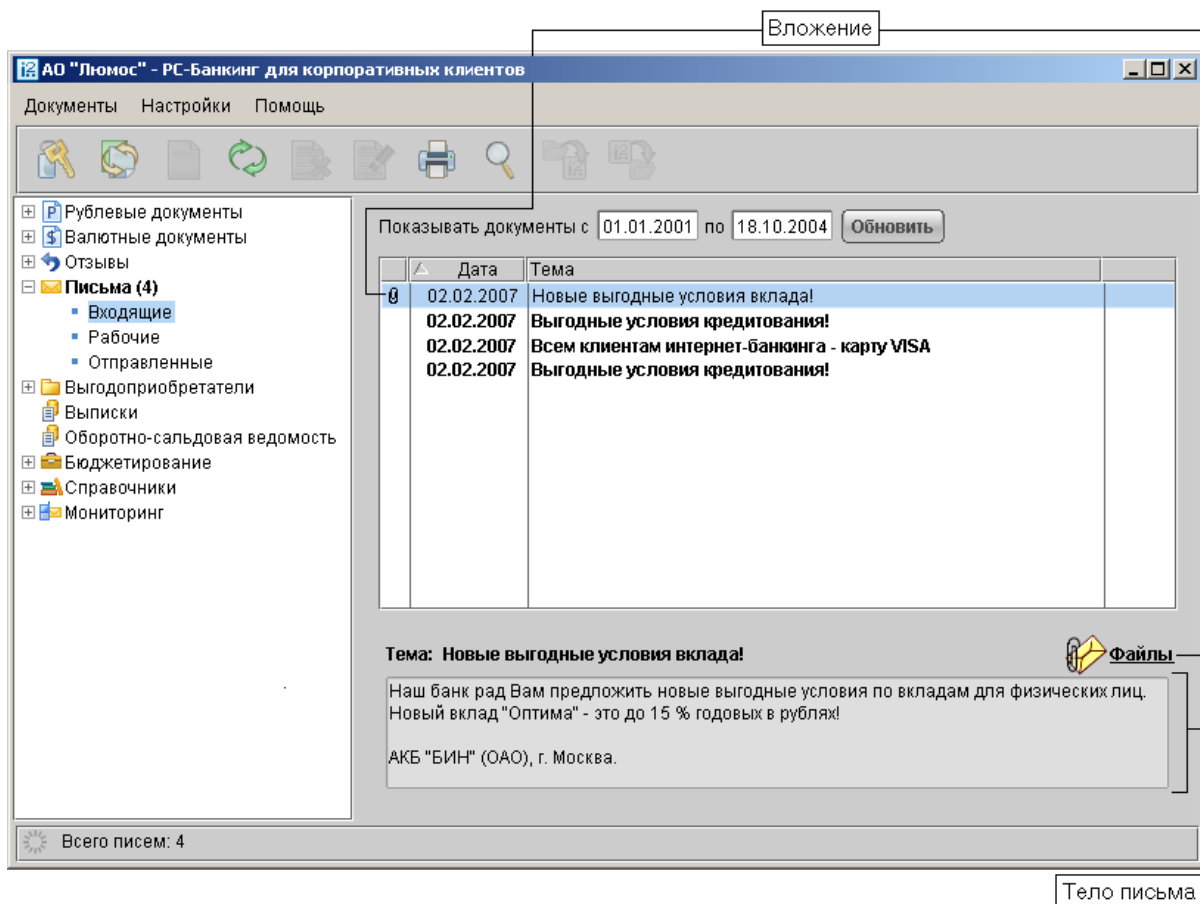 Вложение
АО "Люмос" - РС-Банкинг для корпоративных клиентов
Документы Настройки Помощь
Рублевые документы
Валютные документы
Отзывы
Письма (4)
Входящие
Рабочие
Отправленные
Выгодоприобретатели
Выписки
Оборотно-сальдовая ведомость
Бюджетирование
Справочники
Мониторинг
Показывать документы с 01.01.2001 по 18.10.2004 Обновить
Дата Тема
02.02.2007 Новые выгодные условия вклада!
02.02.2007 Выгодные условия кредитования!
02.02.2007 Всем клиентам интернет-банкинга - карту VISA
02.02.2007 Выгодные условия кредитования!
Тема: Новые выгодные условия вклада! Файлы
Наш банк рад Вам предложить новые выгодные условия по вкладам для физических лиц.
Новый вклад "Оптима" - это до 15 % годовых в рублях!
АКБ "БИН" (ОАО), г. Москва.
Всего писем: 4
Тело письма